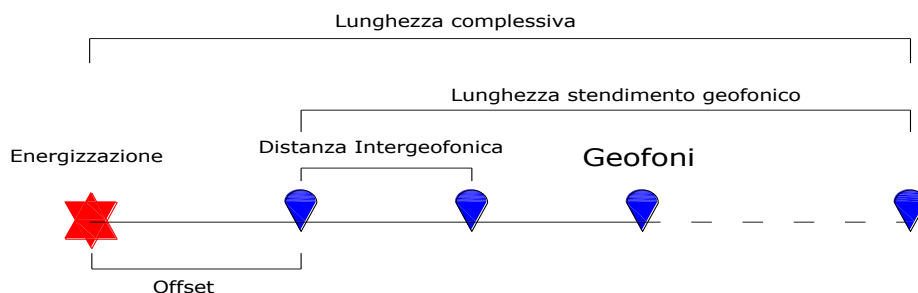 Lunghezza complessiva
Lunghezza stendimento geofonico
Distanza Intergeofonica
Geofoni
Energizzazione
Offset